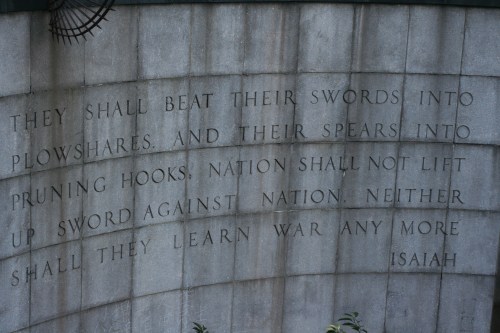 THEY SHALL BEAT THEIR SWORDS INTO
PLOWSHARES. AND THEIR SPEARS INTO
PRUNING HOOKS. NATION SHALL NOT LIFT
UP SWORD AGAINST NATION. NEITHER
SHALL THEY LEARN WAR ANY MORE
ISAIAH